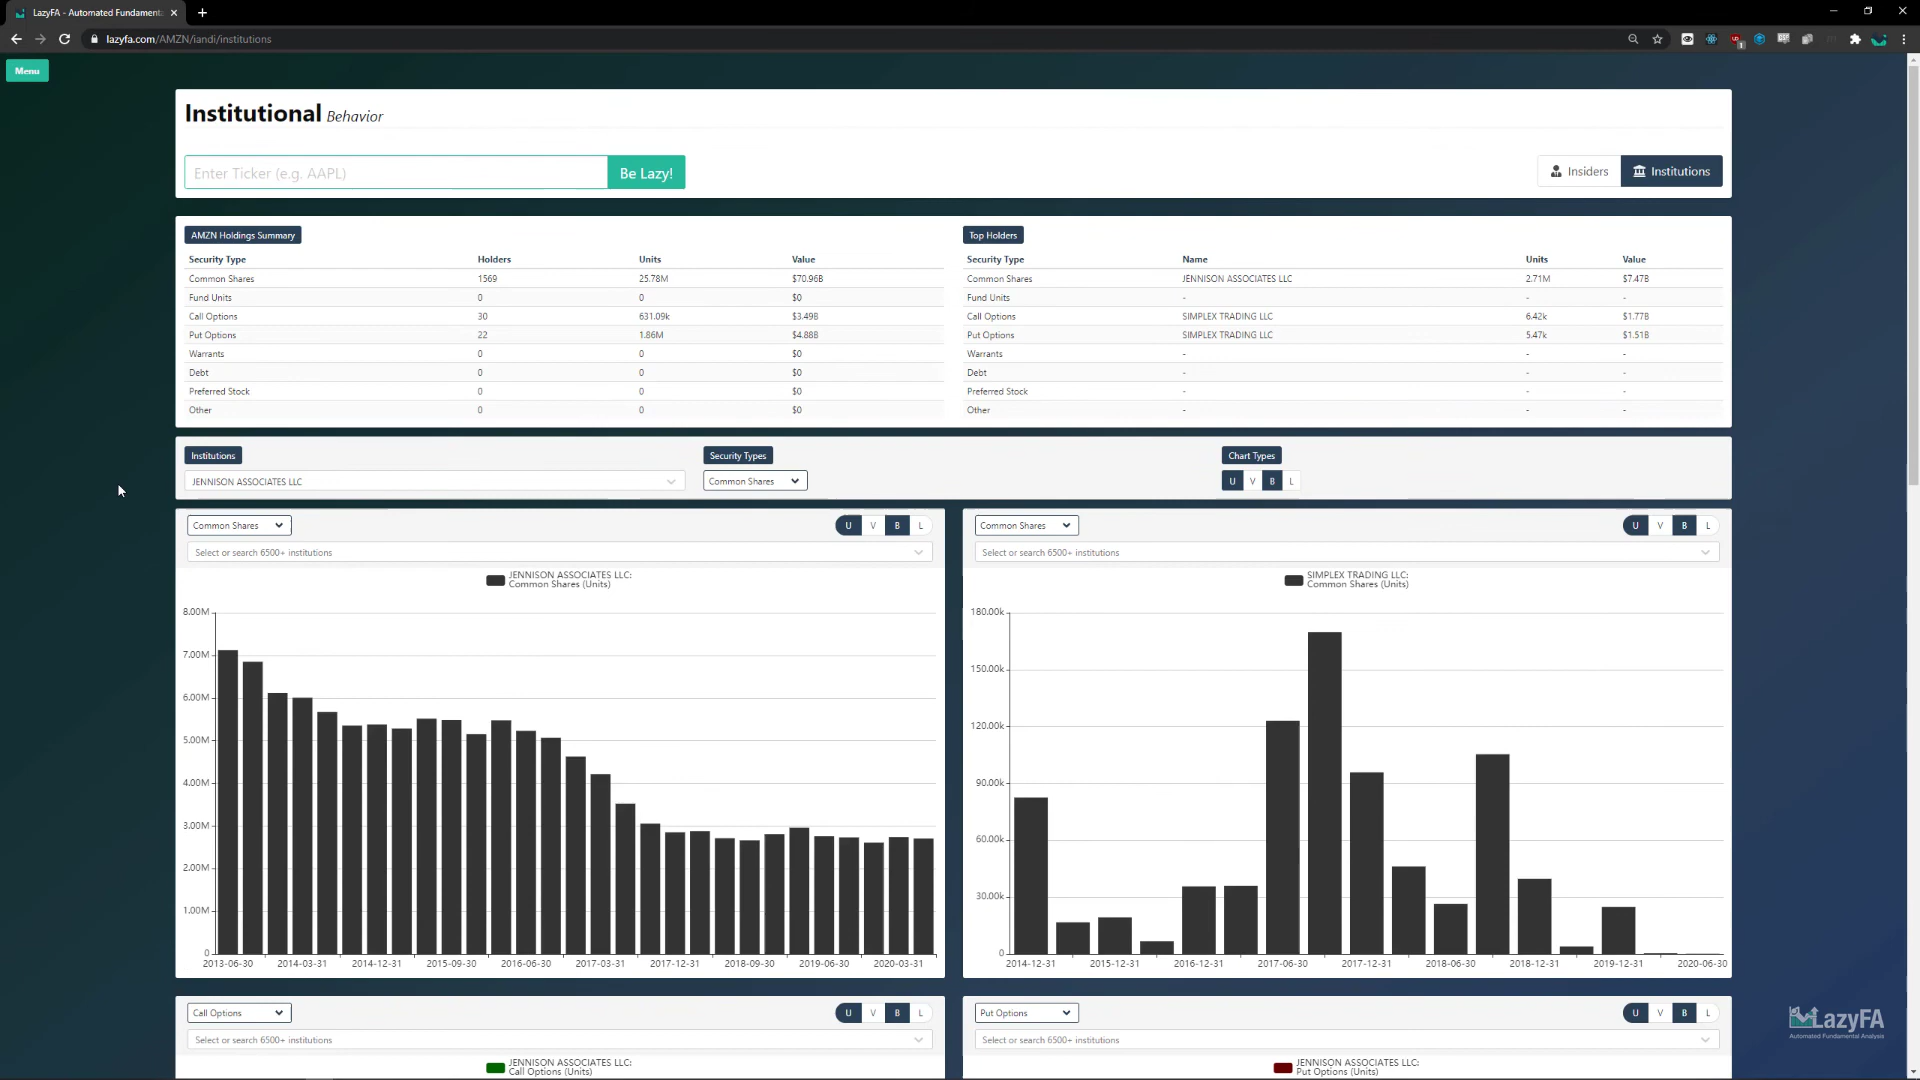 LazyFA - Automated Fundamenta
lazyfa.com/AMZN/iandi/institutions
Menu
Institutional Behavior
Enter Ticker (e.g. AAPL) Be Lazy! Insiders Institutions
AMZN Holdings Summary
Security Type Holders Units Value
Common Shares 1569 25.78M $70.96B
Fund Units 0 0 $0
Call Options 30 631.09k $3.49B
Put Options 22 1.86M $4.88B
Warrants 0 0 $0
Debt 0 0 $0
Preferred Stock 0 0 $0
Other 0 0 $0
Top Holders
Security Type Name Units Value
Common Shares JENNISON ASSOCIATES LLC 2.71M $7.47B
Fund Units - - -
Call Options SIMPLEX TRADING LLC 6.42k $1.77B
Put Options SIMPLEX TRADING LLC 5.47k $1.51B
Warrants - - -
Debt - - -
Preferred Stock - - -
Other - - -
Institutions Security Types Chart Types
JENNISON ASSOCIATES LLC Common Shares U V B L
Common Shares U V B L
Select or search 6500+ institutions
JENNISON ASSOCIATES LLC:
Common Shares (Units)
8.00M
7.00M
6.00M
5.00M
4.00M
3.00M
2.00M
1.00M
0
2013-06-30 2014-03-31 2014-12-31 2015-09-30 2016-06-30 2017-03-31 2017-12-31 2018-09-30 2019-06-30 2020-03-31
Common Shares U V B L
Select or search 6500+ institutions
SIMPLEX TRADING LLC:
Common Shares (Units)
180.00k
150.00k
120.00k
90.00k
60.00k
30.00k
0
2014-12-31 2015-12-31 2016-12-31 2017-06-30 2017-12-31 2018-06-30 2018-12-31 2019-12-31 2020-06-30
Call Options U V B L
Select or search 6500+ institutions
JENNISON ASSOCIATES LLC:
Call Options (Units)
Put Options U V B L
Select or search 6500+ institutions
JENNISON ASSOCIATES LLC:
Put Options (Units)
LazyFA
Automated Fundamental Analysis